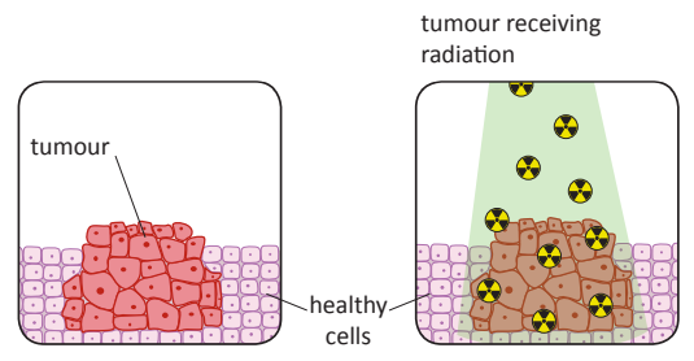 tumour receiving
radiation
tumour
healthy
cells